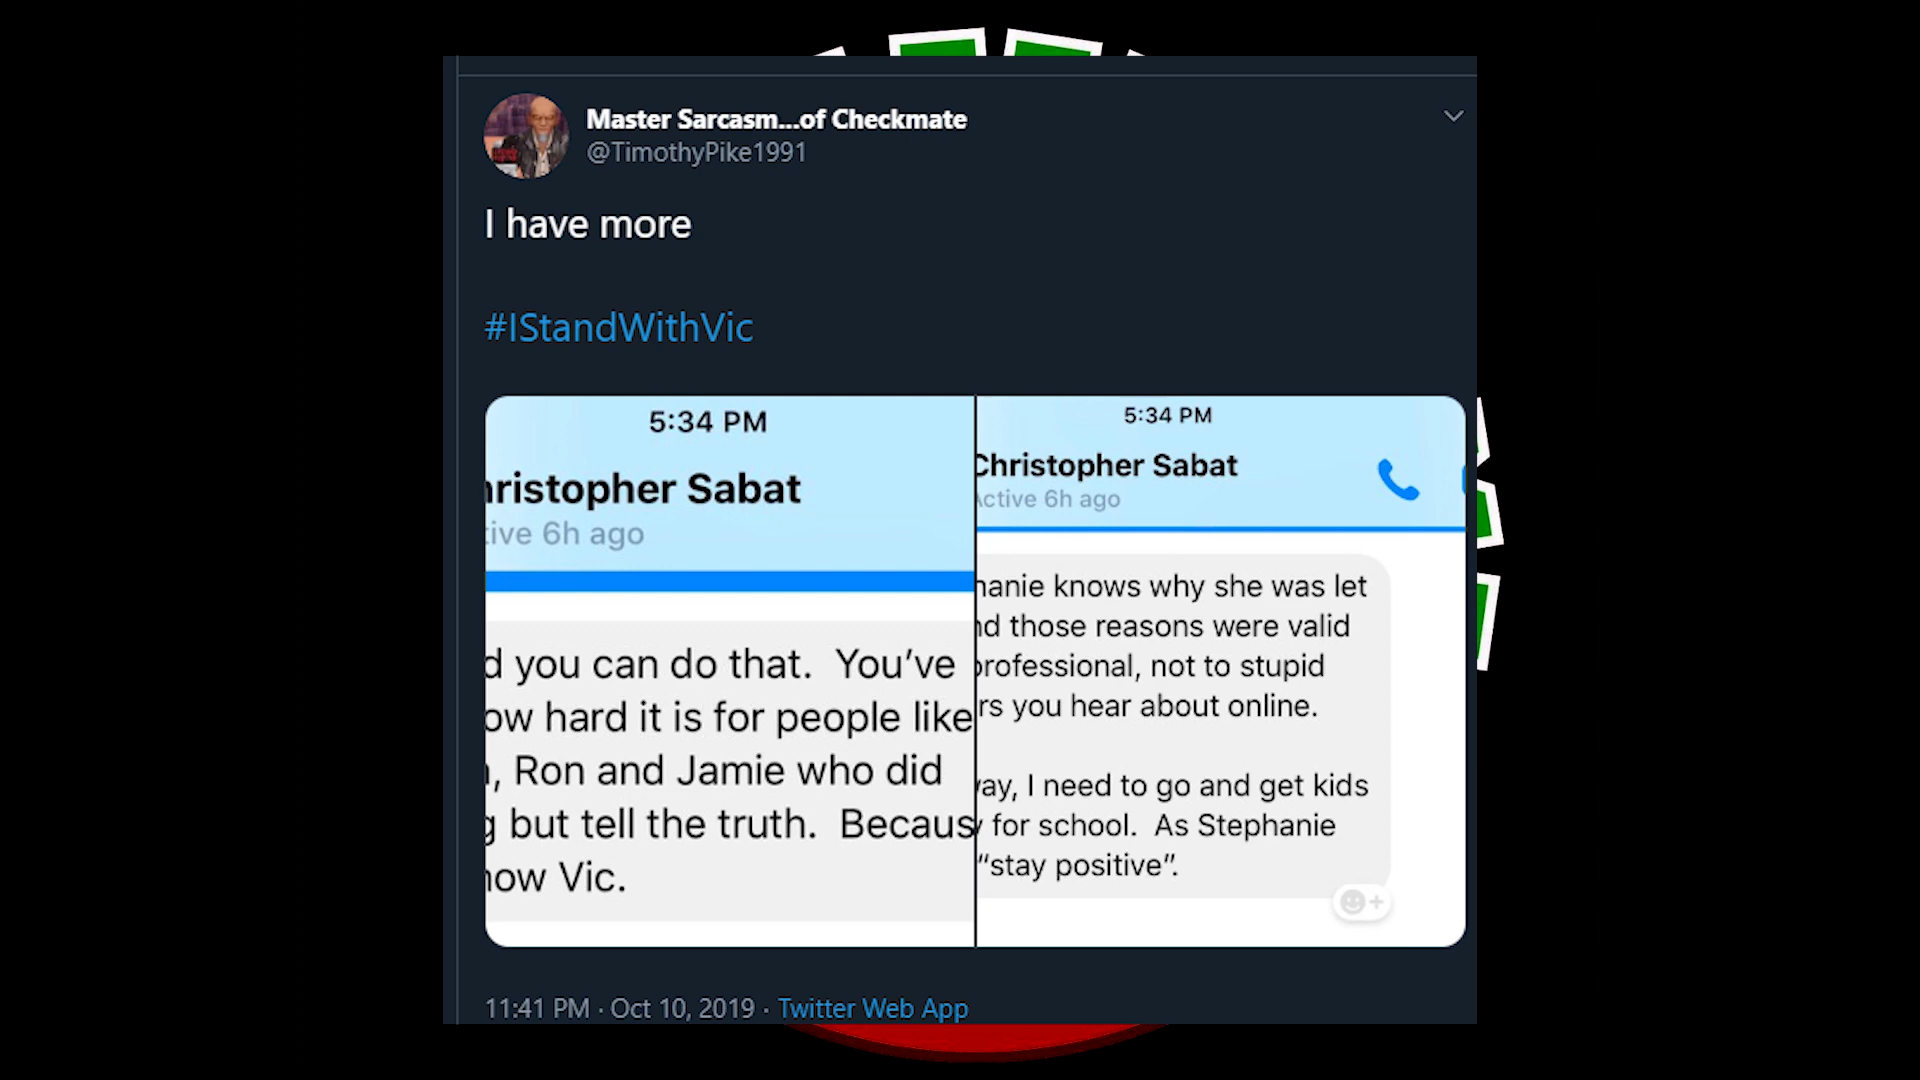 Master Sarcasm...of Checkmate
@TimothyPike1991
I have more
#IStandWithVic
5:34 PM
hristopher Sabat
tive 6h ago
d you can do that. You've
ow hard it is for people like
, Ron and Jamie who did
g but tell the truth. Becaus
now Vic.
5:34 PM
Christopher Sabat
Active 6h ago
hanie knows why she was let
nd those reasons were valid
professional, not to stupid
rs you hear about online.
ay, I need to go and get kids
y for school. As Stephanie
“stay positive”.
11:41 PM · Oct 10, 2019 · Twitter Web App